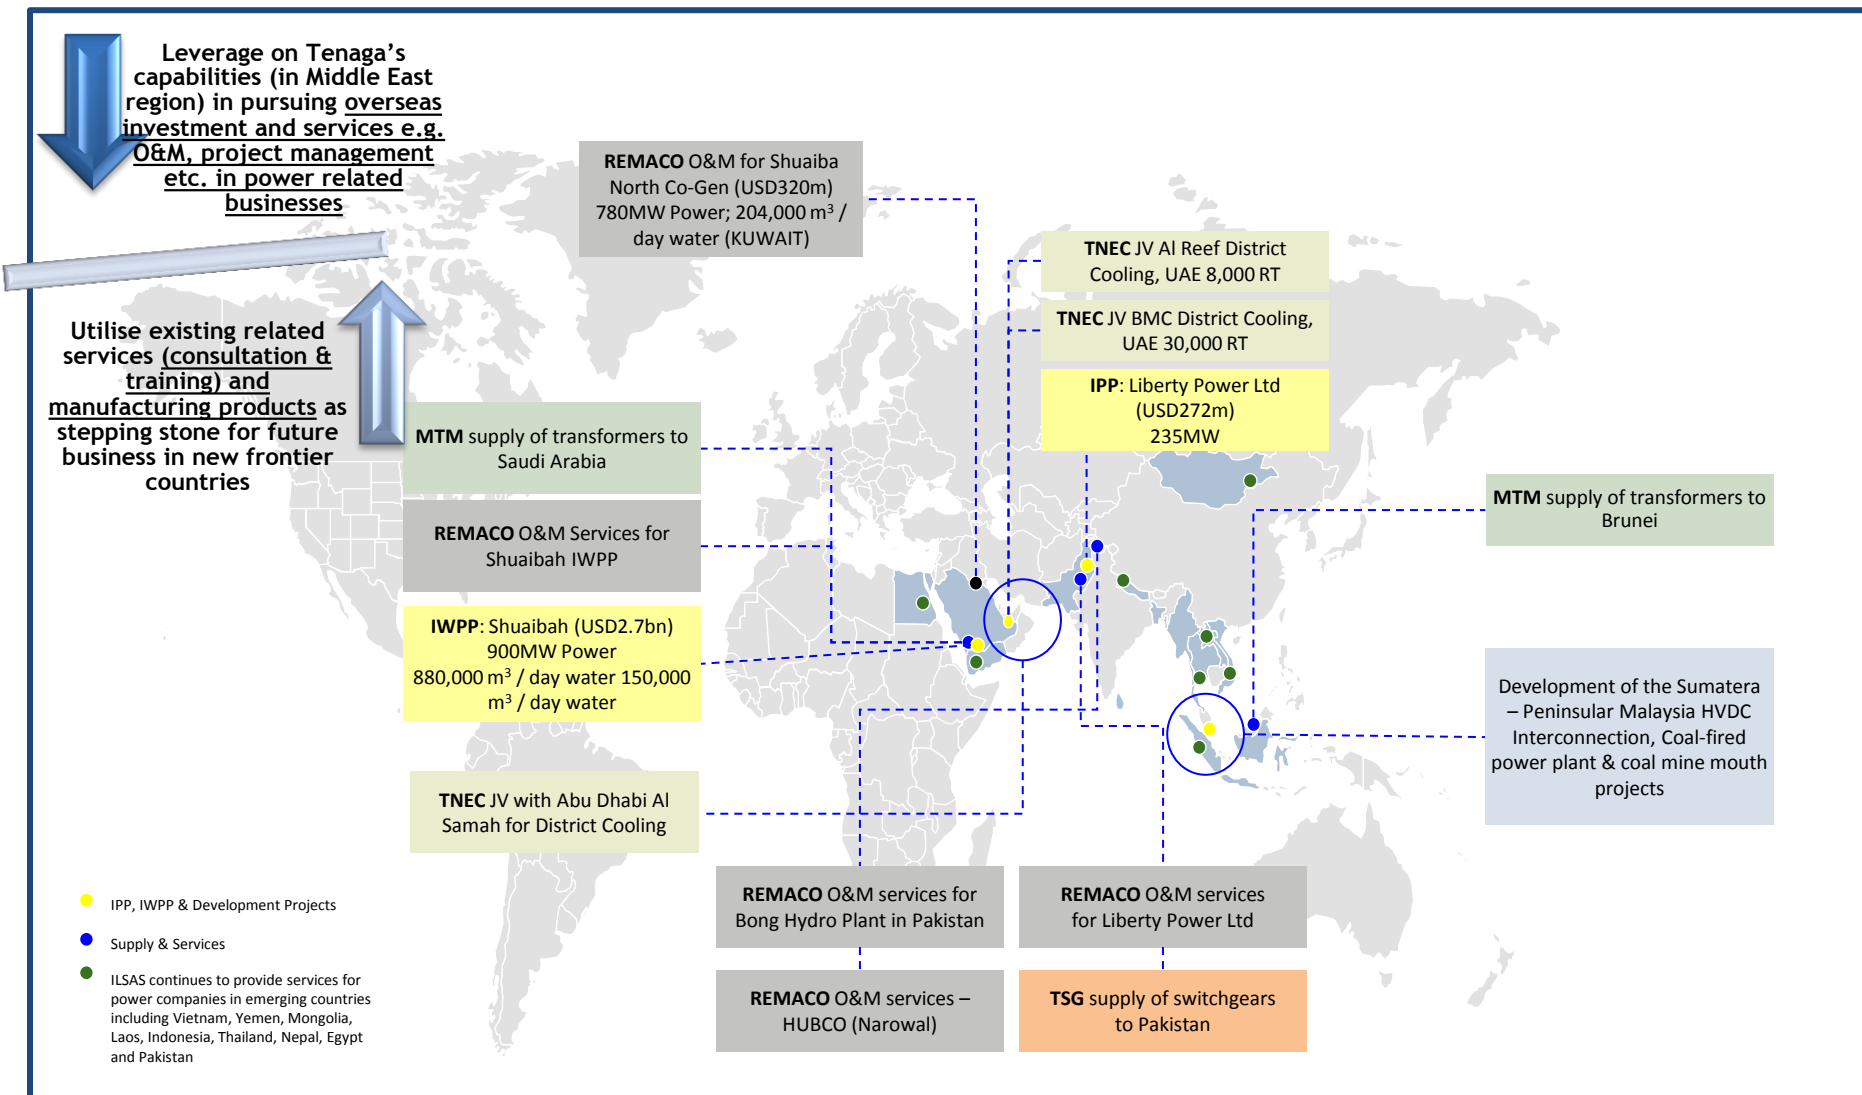 Leverage on Tenaga’s
capabilities (in Middle East
region) in pursuing overseas
investment and services e.g.
O&M, project management
etc. in power related
businesses
Utilise existing related
services (consultation &
training) and
manufacturing products as
stepping stone for future
business in new frontier
countries
REMACO O&M for Shuaiba
North Co-Gen (USD320m)
780MW Power; 204,000 m³ /
day water (KUWAIT)
TNEC JV Al Reef District
Cooling, UAE 8,000 RT
TNEC JV BMC District Cooling,
UAE 30,000 RT
IPP: Liberty Power Ltd
(USD272m)
235MW
MTM supply of transformers to
Saudi Arabia
REMACO O&M Services for
Shuaibah IWPP
IWPP: Shuaibah (USD2.7bn)
900MW Power
880,000 m³ / day water 150,000
m³ / day water
TNEC JV with Abu Dhabi Al
Samah for District Cooling
MTM supply of transformers to
Brunei
Development of the Sumatera
– Peninsular Malaysia HVDC
Interconnection, Coal-fired
power plant & coal mine mouth
projects
REMACO O&M services for
Bong Hydro Plant in Pakistan
REMACO O&M services
for Liberty Power Ltd
REMACO O&M services –
HUBCO (Narowal)
TSG supply of switchgears
to Pakistan
IPP, IWPP & Development Projects
Supply & Services
ILSAS continues to provide services for
power companies in emerging countries
including Vietnam, Yemen, Mongolia,
Laos, Indonesia, Thailand, Nepal, Egypt
and Pakistan